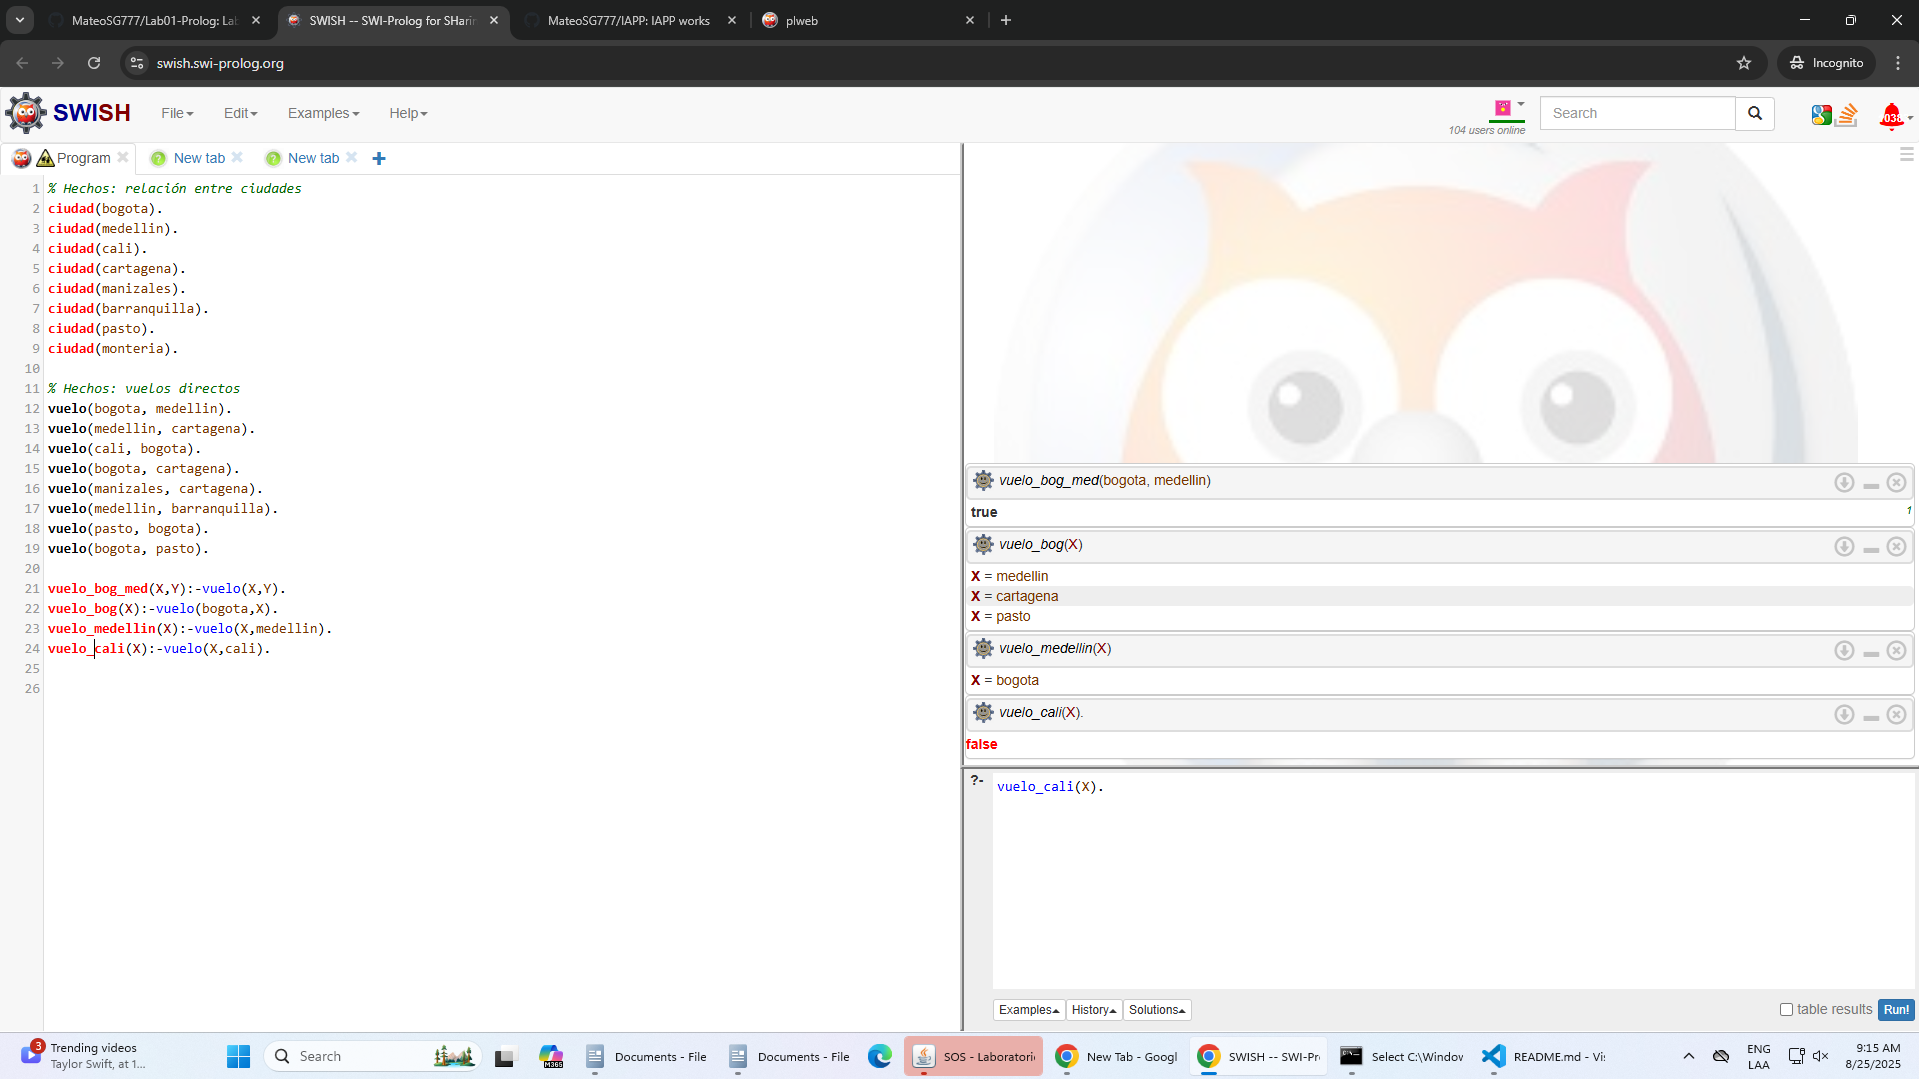 MateoSG777/Lab01-Prolog: Lab
SWISH -- SWI-Prolog for SHarin
MateoSG777/IAPP: IAPP works
plweb
swish.swi-prolog.org
Incognito
SWISH
File
Edit
Examples
Help
104 users online
Search
Program
New tab
New tab
1 % Hechos: relación entre ciudades
2 ciudad(bogota).
3 ciudad(medellin).
4 ciudad(cali).
5 ciudad(cartagena).
6 ciudad(manizales).
7 ciudad(barranquilla).
8 ciudad(pasto).
9 ciudad(monteria).
10
11 % Hechos: vuelos directos
12 vuelo(bogota, medellin).
13 vuelo(medellin, cartagena).
14 vuelo(cali, bogota).
15 vuelo(bogota, cartagena).
16 vuelo(manizales, cartagena).
17 vuelo(medellin, barranquilla).
18 vuelo(pasto, bogota).
19 vuelo(bogota, pasto).
20
21 vuelo_bog_med(X,Y):-vuelo(X,Y).
22 vuelo_bog(X):-vuelo(bogota,X).
23 vuelo_medellin(X):-vuelo(X,medellin).
24 vuelo_cali(X):-vuelo(X,cali).
25
26
vuelo_bog_med(bogota, medellin)
true
1
vuelo_bog(X)
X = medellin
X = cartagena
X = pasto
vuelo_medellin(X)
X = bogota
vuelo_cali(X).
false
?-
vuelo_cali(X).
Examples
History
Solutions
table results
Run!
3
Trending videos
Taylor Swift, at 1...
Search
M365
Documents - File
Documents - File
SOS - Laboratori
New Tab - Googl
SWISH -- SWI-Pr
Select C:\Window
README.md - Vis
ENG
LAA
9:15 AM
8/25/2025